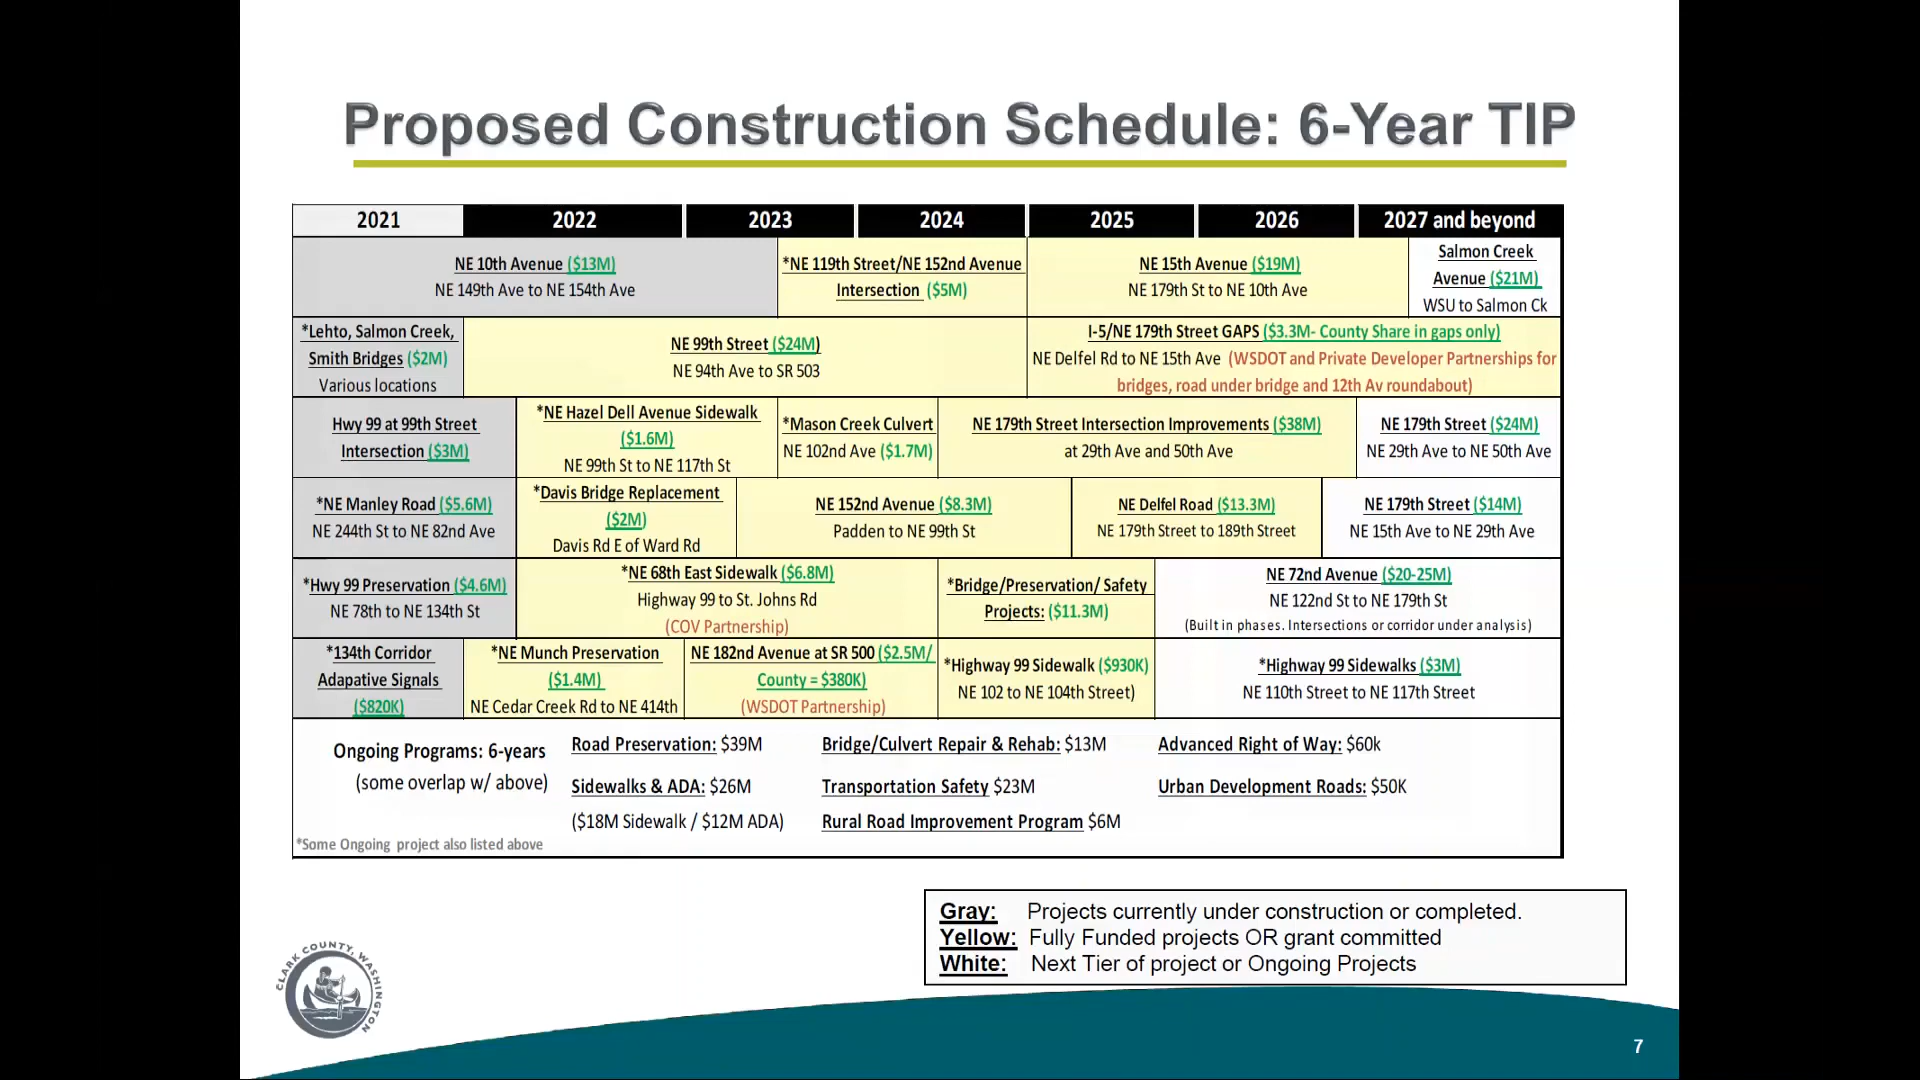 Proposed Construction Schedule: 6-Year TIP
2021 2022 2023 2024 2025 2026 2027 and beyond
NE 10th Avenue ($13M)
NE 149th Ave to NE 154th Ave
*NE 119th Street/NE 152nd Avenue
Intersection ($5M)
NE 15th Avenue ($19M)
NE 179th St to NE 10th Ave
Salmon Creek
Avenue ($21M)
WSU to Salmon Ck
*Lehto, Salmon Creek,
Smith Bridges ($2M)
Various locations
NE 99th Street ($24M)
NE 94th Ave to SR 503
I-5/NE 179th Street GAPS ($3.3M- County Share in gaps only)
NE Delfel Rd to NE 15th Ave (WSDOT and Private Developer Partnerships for
bridges, road under bridge and 12th Av roundabout)
Hwy 99 at 99th Street
Intersection ($3M)
*NE Hazel Dell Avenue Sidewalk
($1.6M)
NE 99th St to NE 117th St
*Mason Creek Culvert
NE 102nd Ave ($1.7M)
NE 179th Street Intersection Improvements ($38M)
at 29th Ave and 50th Ave
NE 179th Street ($24M)
NE 29th Ave to NE 50th Ave
*NE Manley Road ($5.6M)
NE 244th St to NE 82nd Ave
*Davis Bridge Replacement
($2M)
Davis Rd E of Ward Rd
NE 152nd Avenue ($8.3M)
Padden to NE 99th St
NE Delfel Road ($13.3M)
NE 179th Street to 189th Street
NE 179th Street ($14M)
NE 15th Ave to NE 29th Ave
*Hwy 99 Preservation ($4.6M)
NE 78th to NE 134th St
*NE 68th East Sidewalk ($6.8M)
Highway 99 to St. Johns Rd
(COV Partnership)
*Bridge/Preservation/ Safety
Projects: ($11.3M)
NE 72nd Avenue ($20-25M)
NE 122nd St to NE 179th St
(Built in phases. Intersections or corridor under analysis)
*134th Corridor
Adapative Signals
($820K)
*NE Munch Preservation
($1.4M)
NE Cedar Creek Rd to NE 414th
NE 182nd Avenue at SR 500 ($2.5M/
County = $380K)
(WSDOT Partnership)
*Highway 99 Sidewalk ($930K)
NE 102 to NE 104th Street)
*Highway 99 Sidewalks ($3M)
NE 110th Street to NE 117th Street
Ongoing Programs: 6-years
(some overlap w/ above)
Road Preservation: $39M
Bridge/Culvert Repair & Rehab: $13M
Advanced Right of Way: $60k
Sidewalks & ADA: $26M
Transportation Safety $23M
Urban Development Roads: $50K
($18M Sidewalk / $12M ADA)
Rural Road Improvement Program $6M
*Some Ongoing project also listed above
Gray: Projects currently under construction or completed.
Yellow: Fully Funded projects OR grant committed
White: Next Tier of project or Ongoing Projects
CLARK COUNTY, WASHINGTON
7